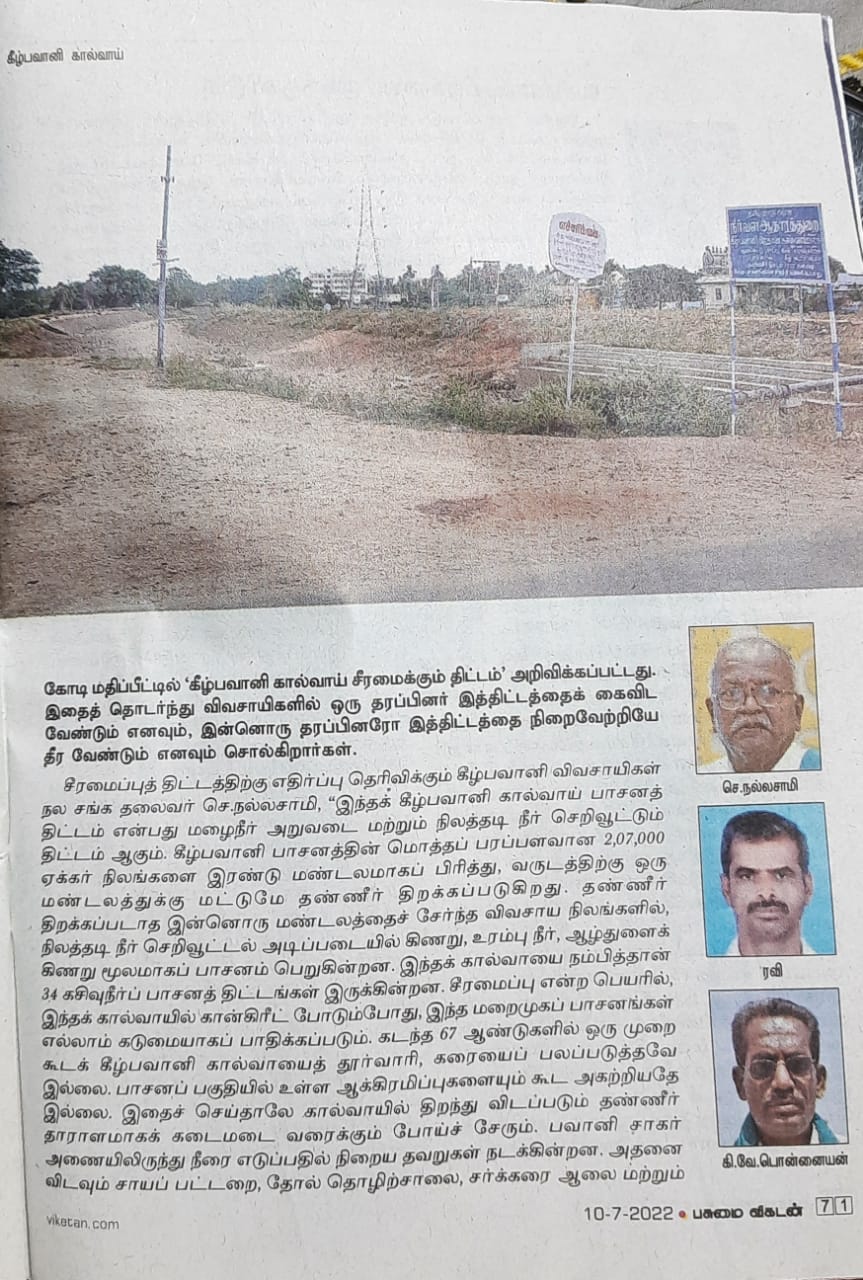 கீழ்பவானி கால்வாய்
எச்சரிக்கை
நீர்வள ஆதாரத்துறை
கோடி மதிப்பீட்டில் ‘கீழ்பவானி கால்வாய் சீரமைக்கும் திட்டம்’ அறிவிக்கப்பட்டது.
இதைத் தொடர்ந்து விவசாயிகளில் ஒரு தரப்பினர் இத்திட்டத்தைக் கைவிட
வேண்டும் எனவும், இன்னொரு தரப்பினரோ இத்திட்டத்தை நிறைவேற்றியே
தீர வேண்டும் எனவும் சொல்கிறார்கள்.
சீரமைப்புத் திட்டத்திற்கு எதிர்ப்பு தெரிவிக்கும் கீழ்பவானி விவசாயிகள்
நல சங்க தலைவர் செ.நல்லசாமி, “இந்தக் கீழ்பவானி கால்வாய் பாசனத்
திட்டம் என்பது மழைநீர் அறுவடை மற்றும் நிலத்தடி நீர் செறிவூட்டும்
திட்டம் ஆகும். கீழ்பவானி பாசனத்தின் மொத்தப் பரப்பளவான 2,07,000
ஏக்கர் நிலங்களை இரண்டு மண்டலமாகப் பிரித்து, வருடத்திற்கு ஒரு
மண்டலத்துக்கு மட்டுமே தண்ணீர் திறக்கப்படுகிறது. தண்ணீர்
திறக்கப்படாத இன்னொரு மண்டலத்தைச் சேர்ந்த விவசாய நிலங்களில்,
நிலத்தடி நீர் செறிவூட்டல் அடிப்படையில் கிணறு, உரம்பு நீர், ஆழ்துளைக்
கிணறு மூலமாகப் பாசனம் பெறுகின்றன. இந்தக் கால்வாயை நம்பித்தான்
34 கசிவுநீர்ப் பாசனத் திட்டங்கள் இருக்கின்றன. சீரமைப்பு என்ற பெயரில்,
இந்தக் கால்வாயில் கான்கிரீட் போடும்போது, இந்த மறைமுகப் பாசனங்கள்
எல்லாம் கடுமையாகப் பாதிக்கப்படும். கடந்த 67 ஆண்டுகளில் ஒரு முறை
கூடக் கீழ்பவானி கால்வாயைத் தூர்வாரி, கரையைப் பலப்படுத்தவே
இல்லை. பாசனப் பகுதியில் உள்ள ஆக்கிரமிப்புகளையும் கூட அகற்றியதே
இல்லை. இதைச் செய்தாலே கால்வாயில் திறந்து விடப்படும் தண்ணீர்
தாராளமாகக் கடைமடை வரைக்கும் போய்ச் சேரும். பவானி சாகர்
அணையிலிருந்து நீரை எடுப்பதில் நிறைய தவறுகள் நடக்கின்றன. அதனை
விடவும் சாயப் பட்டறை, தோல் தொழிற்சாலை, சர்க்கரை ஆலை மற்றும்
செ.நல்லசாமி
ரவி
கி.வே.பொன்னையன்
vikatan.com
10-7-2022 • பசுமை விகடன் 71